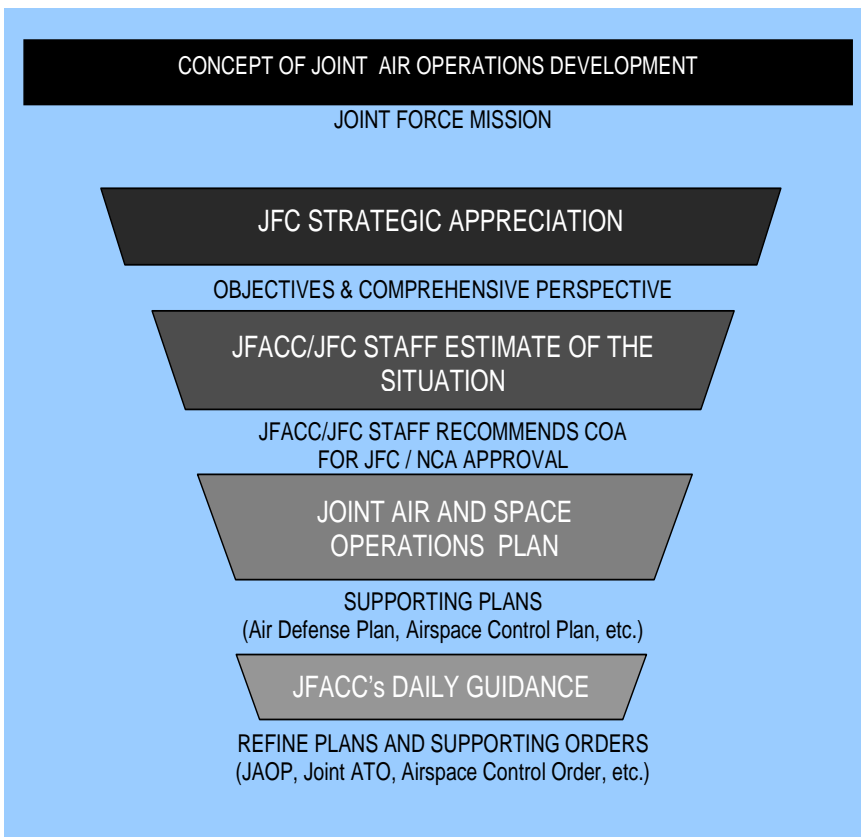 CONCEPT OF JOINT AIR OPERATIONS DEVELOPMENT
JOINT FORCE MISSION
JFC STRATEGIC APPRECIATION
OBJECTIVES & COMPREHENSIVE PERSPECTIVE
JFACC/JFC STAFF ESTIMATE OF THE
SITUATION
JFACC/JFC STAFF RECOMMENDS COA
FOR JFC / NCA APPROVAL
JOINT AIR AND SPACE
OPERATIONS PLAN
SUPPORTING PLANS
(Air Defense Plan, Airspace Control Plan, etc.)
JFACC's DAILY GUIDANCE
REFINE PLANS AND SUPPORTING ORDERS
(JAOP, Joint ATO, Airspace Control Order, etc.)